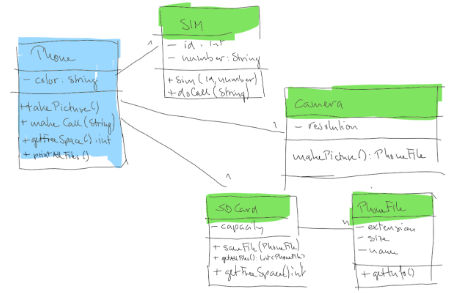 Phone
- color: String
+ takePicture()
+ makeCall(String)
+ getFreeSpace(): int
+ printAllFiles()
SIM
- id: int
- number: String
+ sim(id, number)
+ doCall(String)
1
Camera
- resolution
makePicture(): PhoneFile
1
SDCard
- capacity
+ saveFile(PhoneFile)
+ getAllFiles(): List<PhoneFile>
+ getFreeSpace() int
1
n
PhoneFile
- extension
- size
- name
+ getInfo()